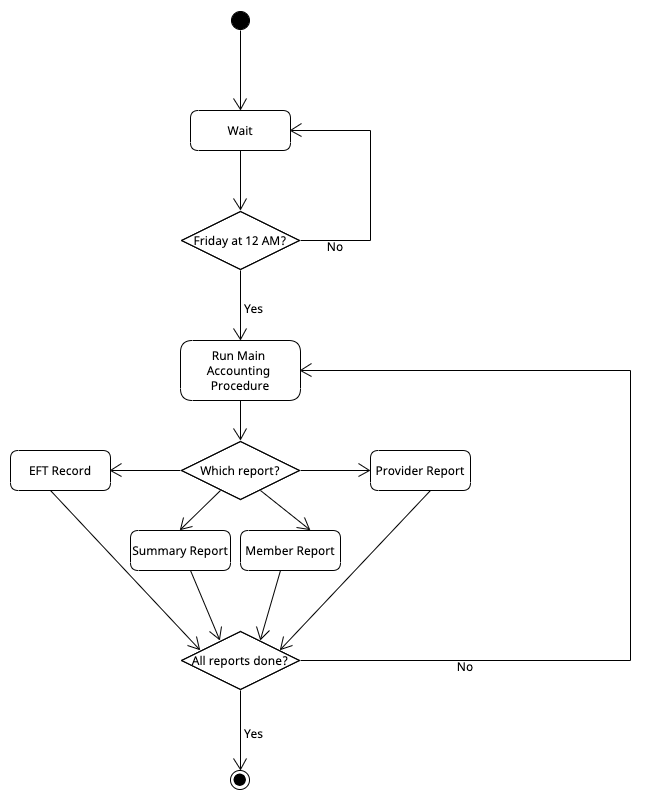 Wait
Friday at 12 AM?
No
Yes
Run Main
Accounting
Procedure
Which report?
EFT Record
Provider Report
Summary Report
Member Report
All reports done?
No
Yes